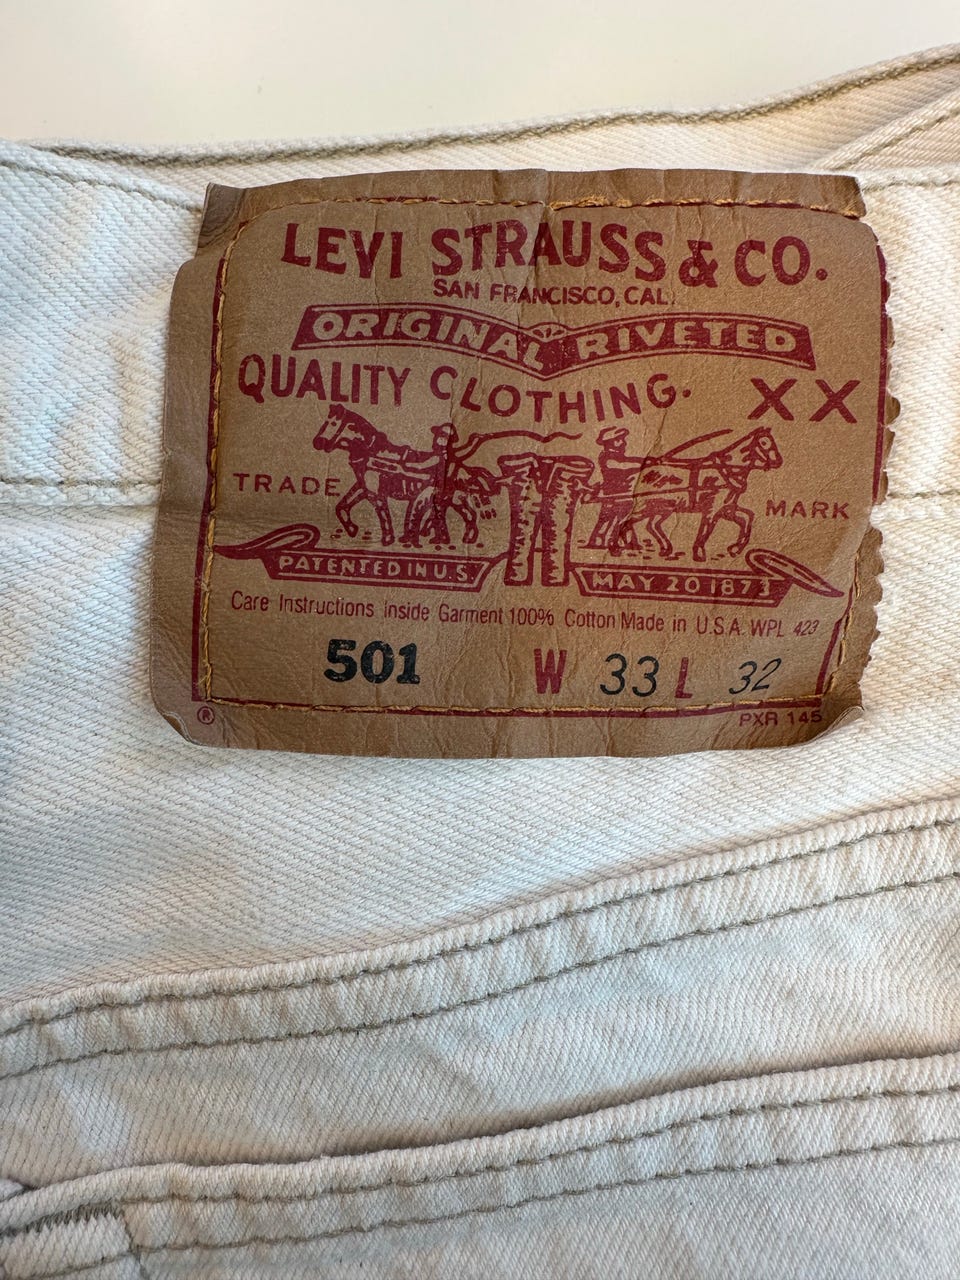 LEVI STRAUSS & CO.
SAN FRANCISCO, CAL.
ORIGINAL RIVETED
QUALITY CLOTHING. XX
TRADE MARK
PATENTED IN U.S. MAY 20 1873
Care Instructions Inside Garment 100% Cotton Made in U.S.A. WPL 423
501 W 33 L 32
® PXR 145